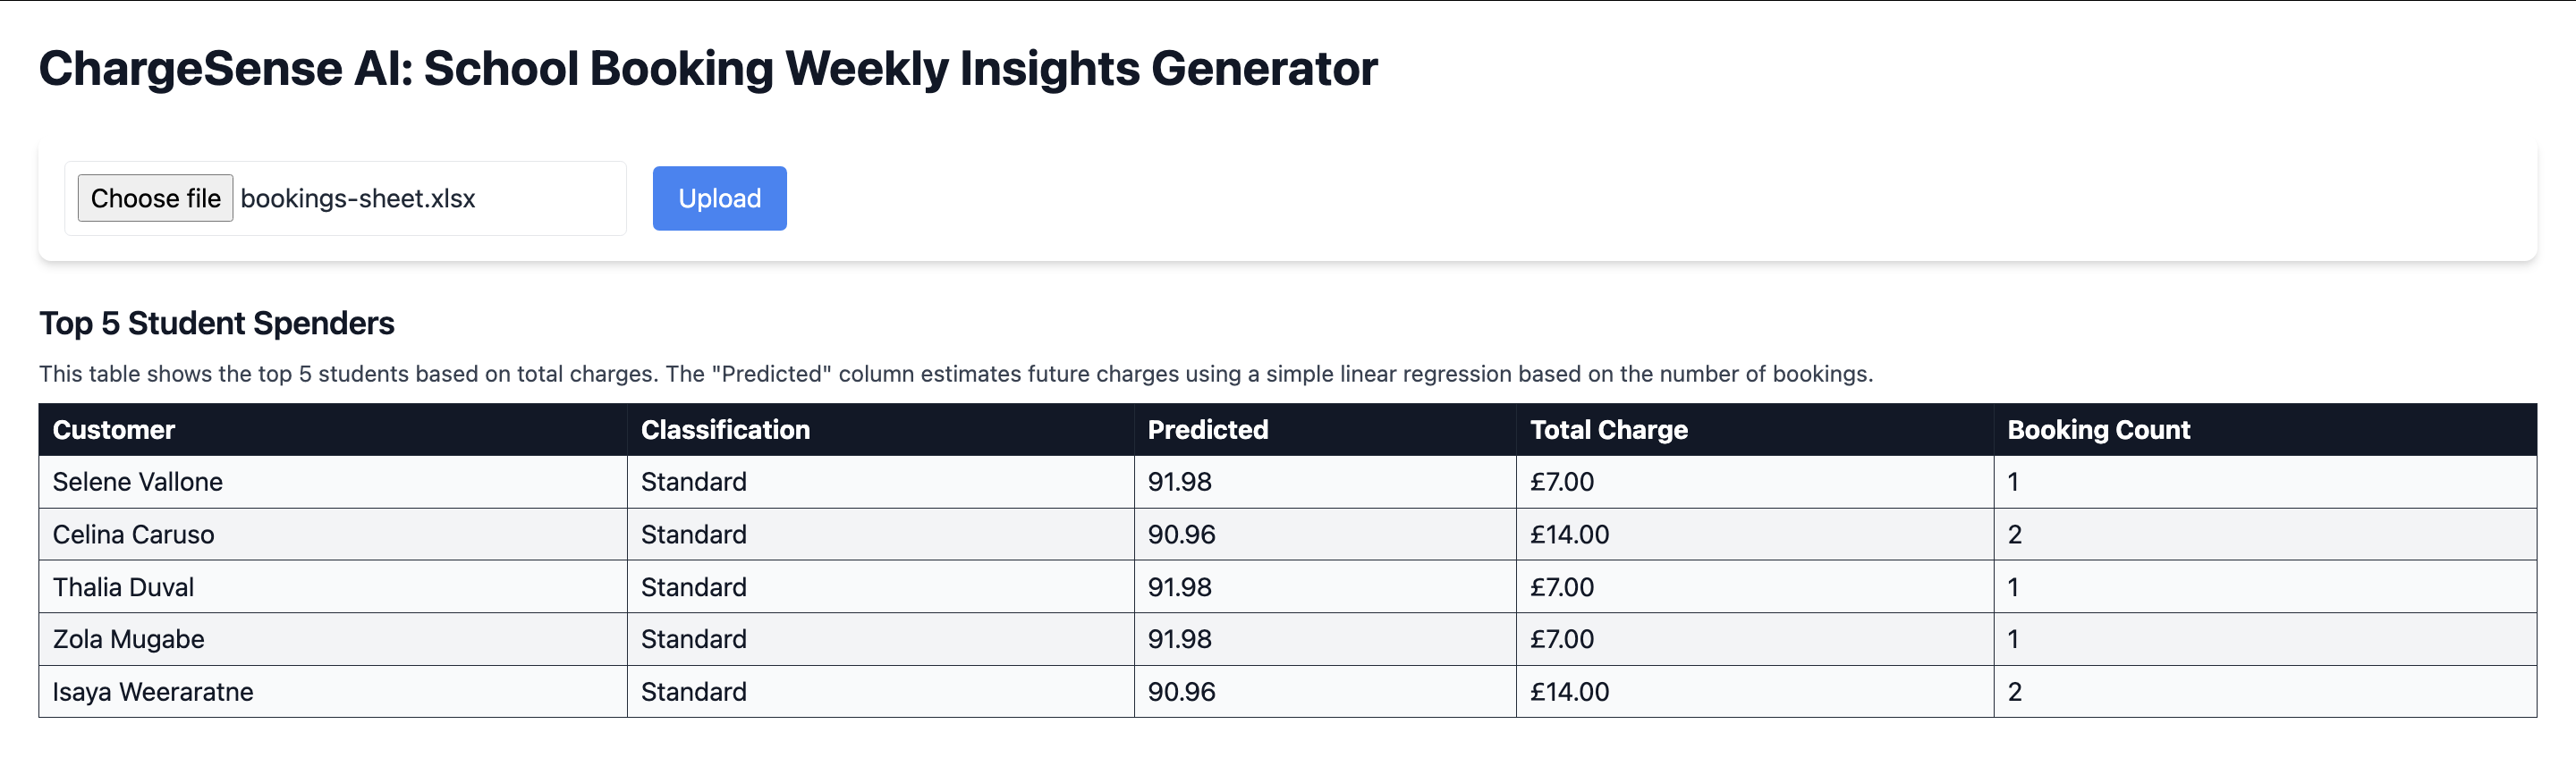 ChargeSense AI: School Booking Weekly Insights Generator
Choose file bookings-sheet.xlsx Upload
Top 5 Student Spenders
This table shows the top 5 students based on total charges. The "Predicted" column estimates future charges using a simple linear regression based on the number of bookings.
Customer Classification Predicted Total Charge Booking Count
Selene Vallone Standard 91.98 £7.00 1
Celina Caruso Standard 90.96 £14.00 2
Thalia Duval Standard 91.98 £7.00 1
Zola Mugabe Standard 91.98 £7.00 1
Isaya Weeraratne Standard 90.96 £14.00 2